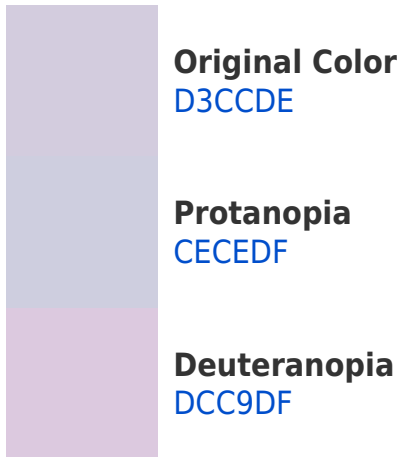 Original Color
D3CCDE
Protanopia
CECEDF
Deuteranopia
DCC9DF